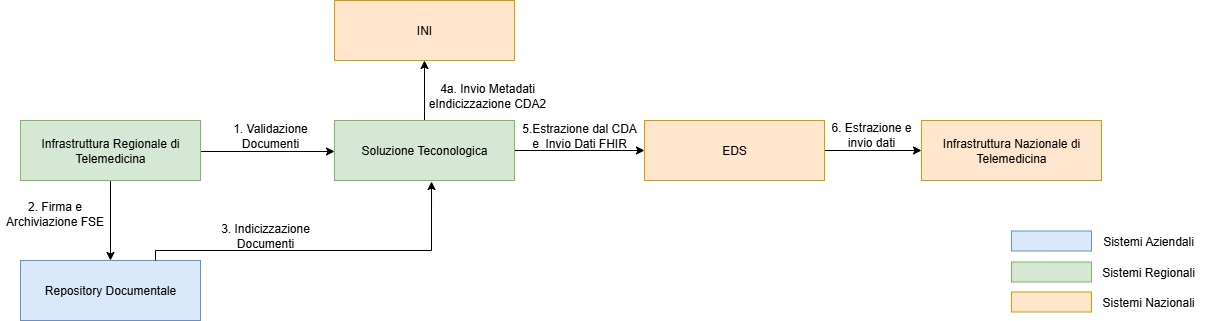 INI
4a. Invio Metadati
eIndicizzazione CDA2
Infrastruttura Regionale di
Telemedicina
1. Validazione
Documenti
Soluzione Teconologica
5.Estrazione dal CDA
e Invio Dati FHIR
EDS
6. Estrazione e
invio dati
Infrastruttura Nazionale di
Telemedicina
2. Firma e
Archiviazione FSE
3. Indicizzazione
Documenti
Repository Documentale
Sistemi Aziendali
Sistemi Regionali
Sistemi Nazionali